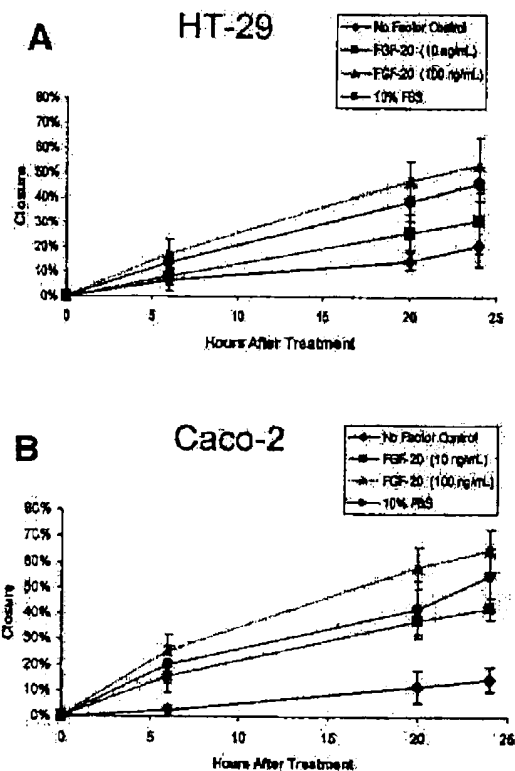 A
HT-29
No Factor Control
FGF-20 (10 ng/mL)
FGF-20 (100 ng/mL)
10% FBS
80%
70%
60%
50%
40%
30%
20%
10%
0%
Closure
0 5 10 15 20 25
Hours After Treatment
B
Caco-2
No Factor Control
FGF-20 (10 ng/mL)
FGF-20 (100 ng/mL)
10% FBS
80%
70%
60%
50%
40%
30%
20%
10%
0%
Closure
0 5 10 15 20 25
Hours After Treatment